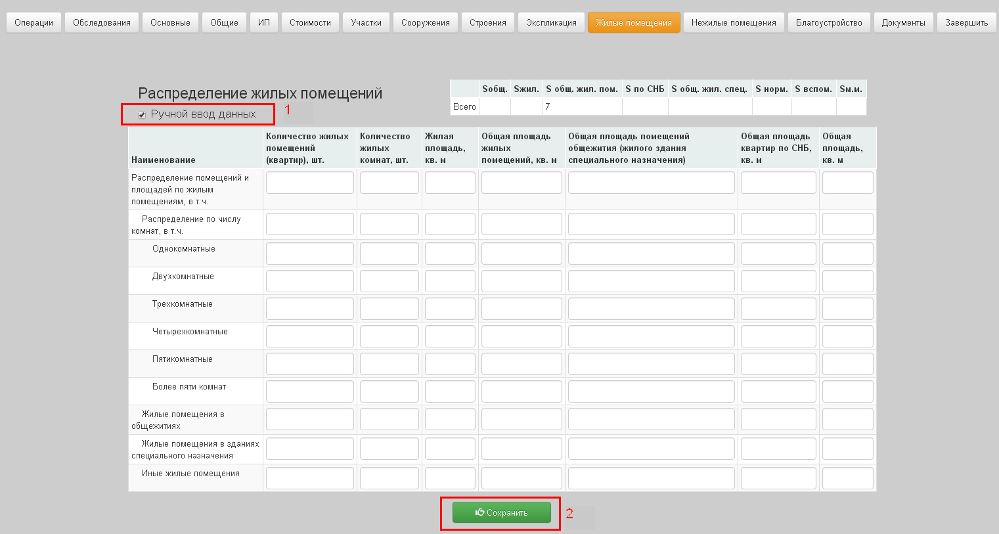 Операции Обследования Основные Общие ИП Стоимости Участки Сооружения Строения Экспликация Жилые помещения Нежилые помещения Благоустройство Документы Завершить
Распределение жилых помещений
Ручной ввод данных
1
Sобщ. Sжил. S общ. жил. пом. S по СНБ S общ. жил. спец. S норм. S вспом. Sм.м.
Всего 7
Наименование
Количество жилых
помещений
(квартир), шт.
Количество
жилых
комнат, шт.
Жилая
площадь,
кв. м
Общая площадь
жилых
помещений, кв. м
Общая площадь помещений
общежития (жилого здания
специального назначения)
Общая площадь
квартир по СНБ,
кв. м
Общая
площадь,
кв. м
Распределение помещений и
площадей по жилым
помещениям, в т.ч.
Распределение по числу
комнат, в т.ч.
Однокомнатные
Двухкомнатные
Трехкомнатные
Четырехкомнатные
Пятикомнатные
Более пяти комнат
Жилые помещения в
общежитиях
Жилые помещения в зданиях
специального назначения
Иные жилые помещения
Сохранить
2